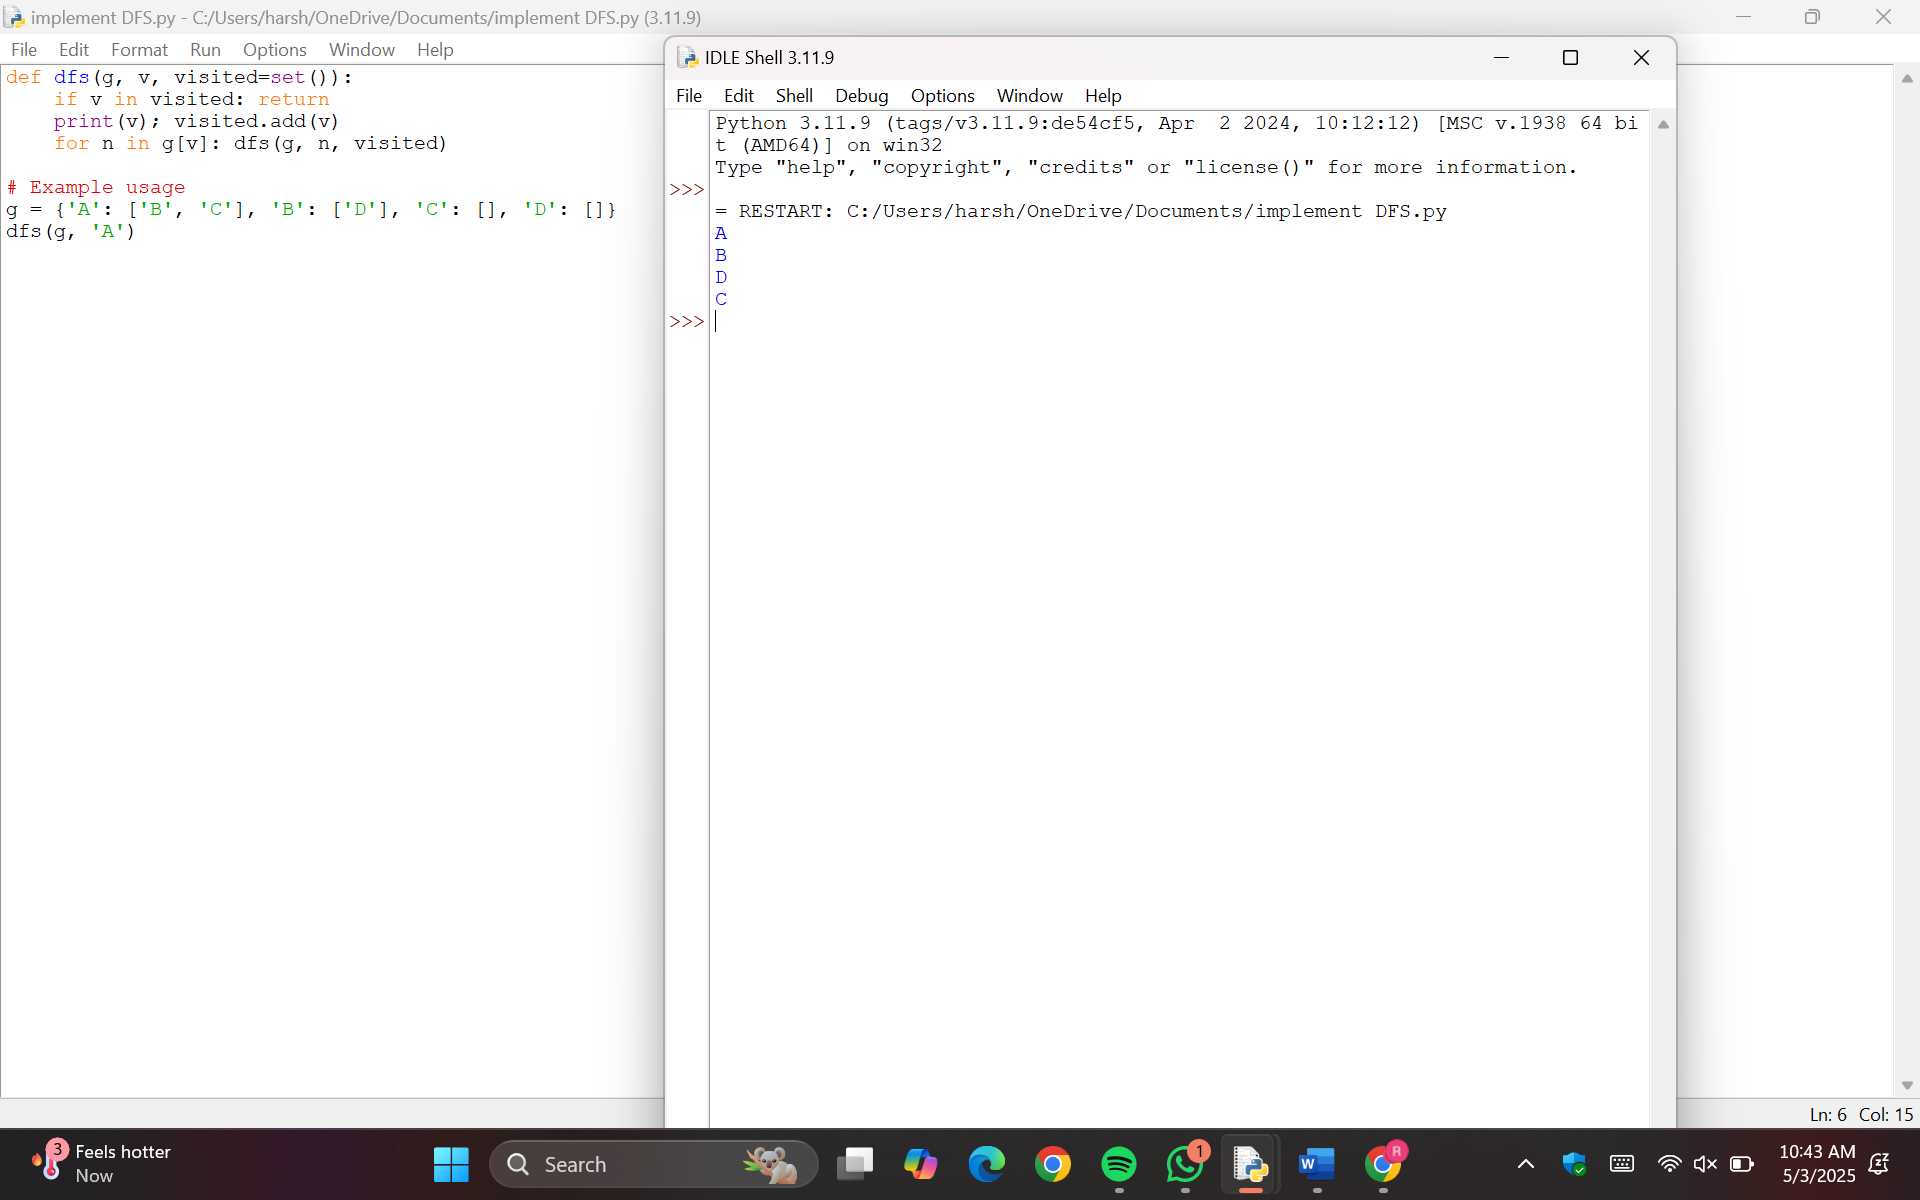 implement DFS.py - C:/Users/harsh/OneDrive/Documents/implement DFS.py (3.11.9)
File Edit Format Run Options Window Help
def dfs(g, v, visited=set()):
    if v in visited: return
    print(v); visited.add(v)
    for n in g[v]: dfs(g, n, visited)
# Example usage
g = {'A': ['B', 'C'], 'B': ['D'], 'C': [], 'D': []}
dfs(g, 'A')
IDLE Shell 3.11.9
File Edit Shell Debug Options Window Help
Python 3.11.9 (tags/v3.11.9:de54cf5, Apr  2 2024, 10:12:12) [MSC v.1938 64 bi
t (AMD64)] on win32
Type "help", "copyright", "credits" or "license()" for more information.
>>>
= RESTART: C:/Users/harsh/OneDrive/Documents/implement DFS.py
A
B
D
C
>>>
Ln: 6 Col: 15
3
Feels hotter
Now
Search
1
W
R
10:43 AM
5/3/2025